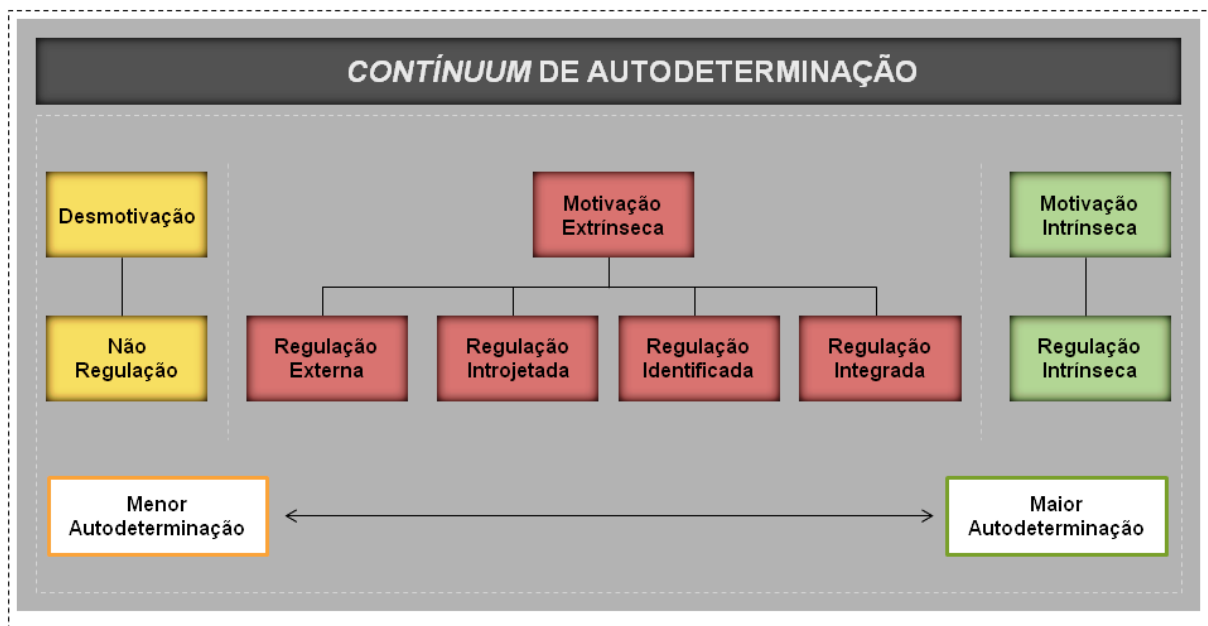 CONTÍNUUM DE AUTODETERMINAÇÃO
Desmotivação
Motivação
Extrínseca
Motivação
Intrínseca
Não
Regulação
Regulação
Externa
Regulação
Introjetada
Regulação
Identificada
Regulação
Integrada
Regulação
Intrínseca
Menor
Autodeterminação
Maior
Autodeterminação